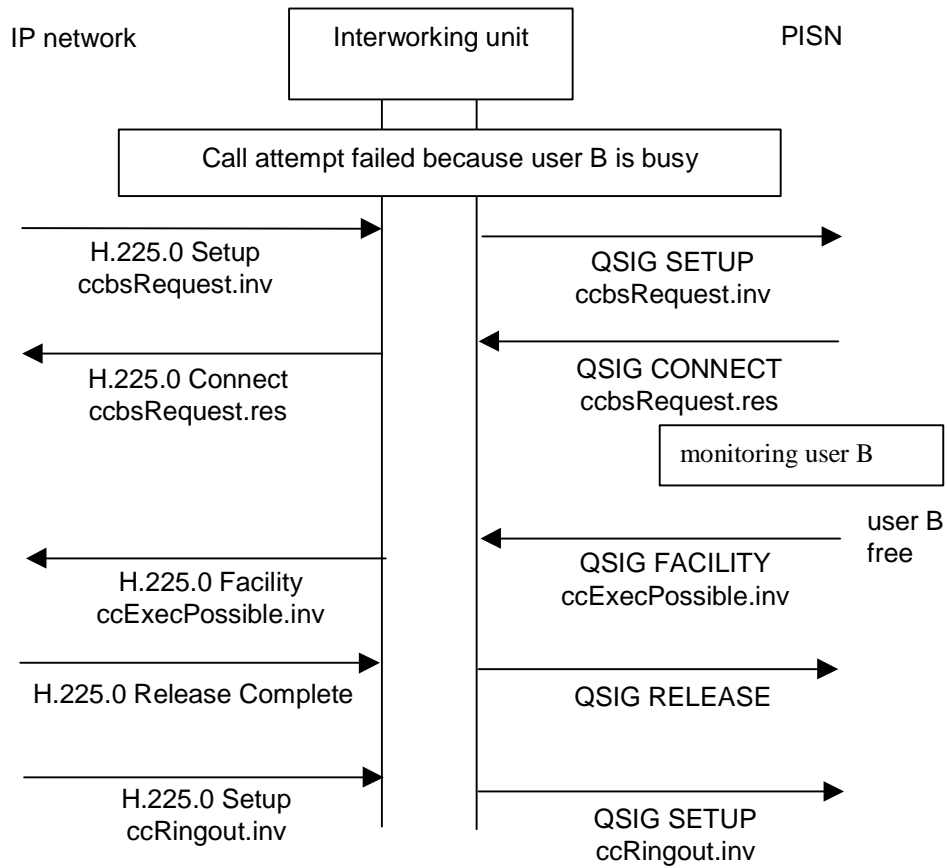 IP network
Interworking unit
PISN
Call attempt failed because user B is busy
H.225.0 Setup
ccbsRequest.inv
QSIG SETUP
ccbsRequest.inv
H.225.0 Connect
ccbsRequest.res
QSIG CONNECT
ccbsRequest.res
monitoring user B
user B
free
H.225.0 Facility
ccExecPossible.inv
QSIG FACILITY
ccExecPossible.inv
H.225.0 Release Complete
QSIG RELEASE
H.225.0 Setup
ccRingout.inv
QSIG SETUP
ccRingout.inv